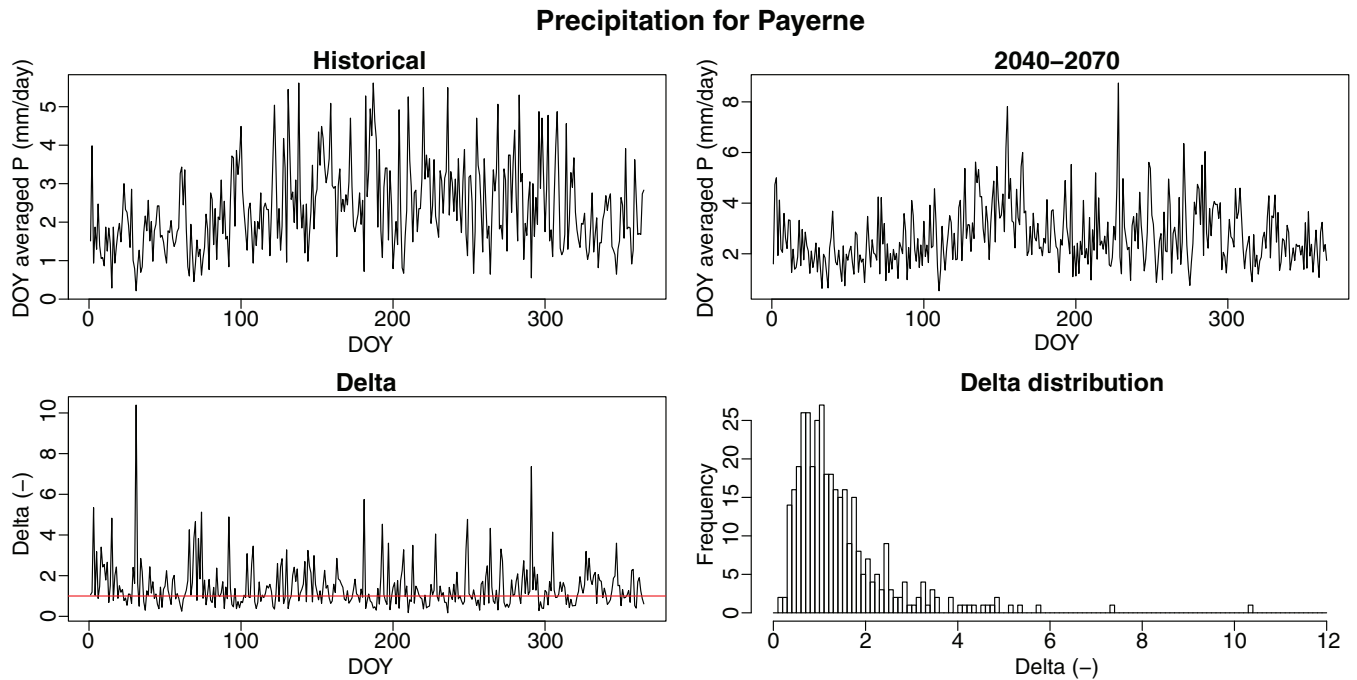 Precipitation for Payerne
Historical
DOY averaged P (mm/day)
0 1 2 3 4 5
0 100 200 300
DOY
2040−2070
DOY averaged P (mm/day)
2 4 6 8
0 100 200 300
DOY
Delta
Delta (−)
0 2 4 6 8 10
0 100 200 300
DOY
Delta distribution
Frequency
0 5 10 15 20 25
0 2 4 6 8 10 12
Delta (−)